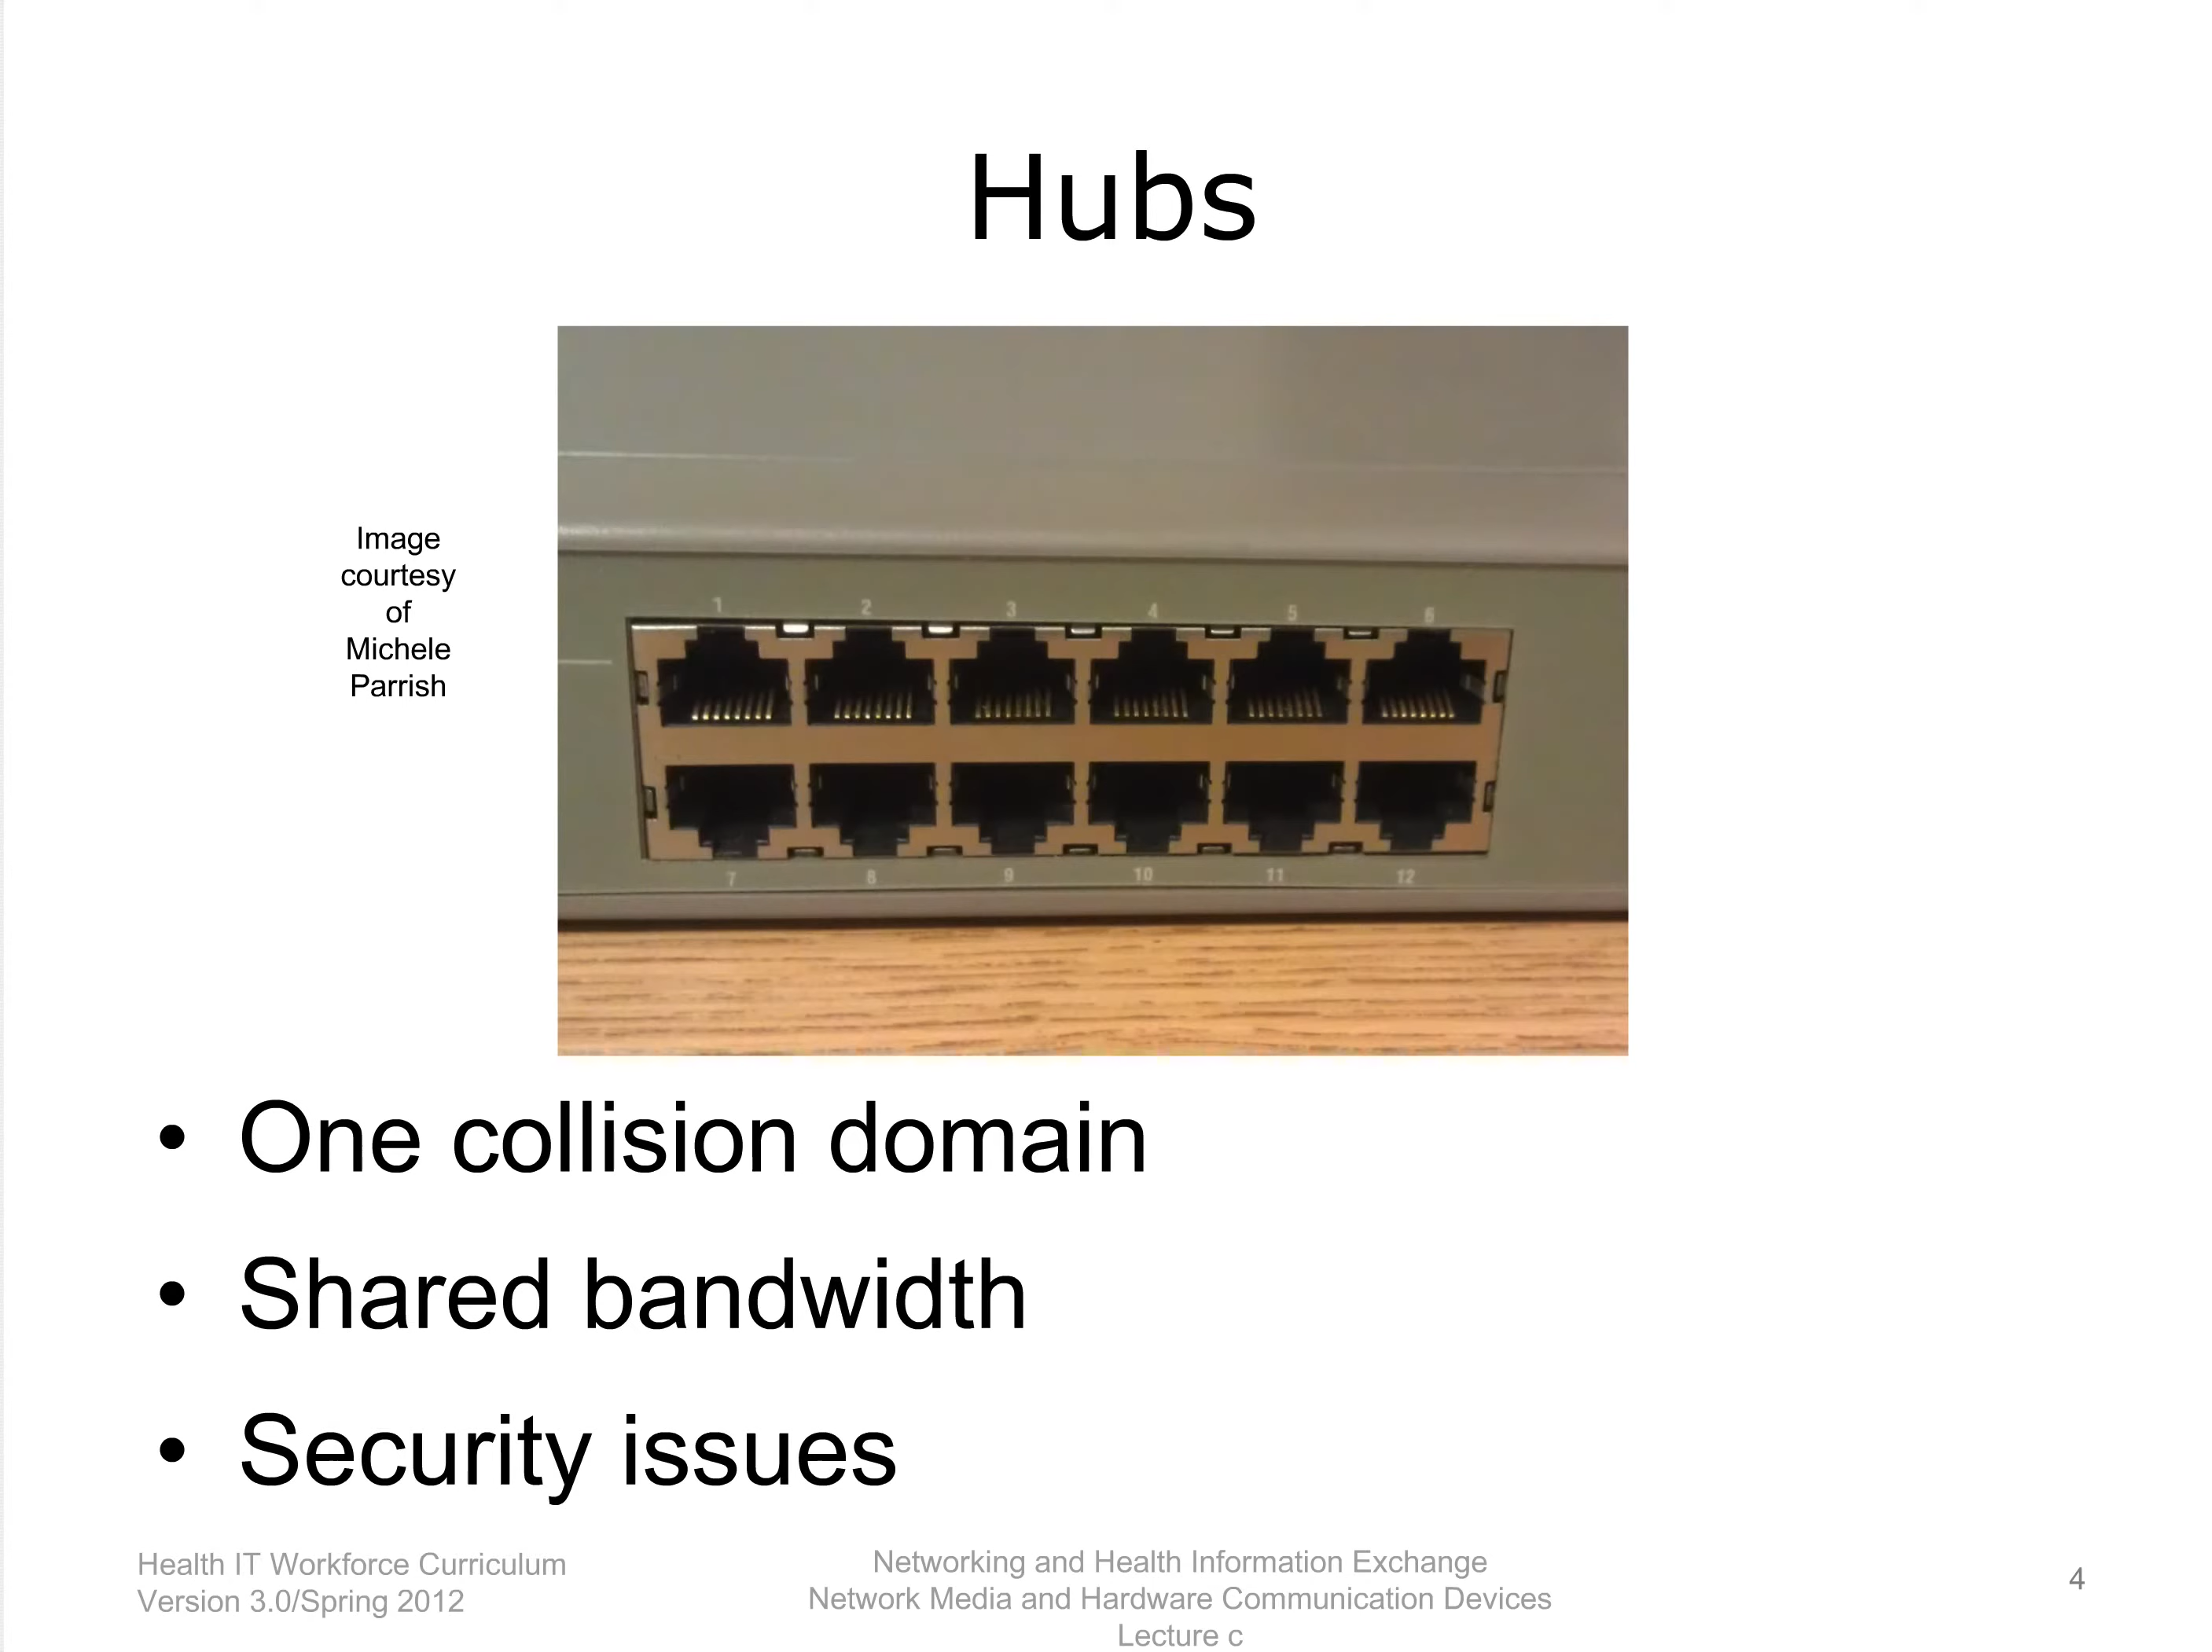 Hubs
Image
courtesy
of
Michele
Parrish
1 2 3 4 5 6
7 8 9 10 11 12
• One collision domain
• Shared bandwidth
• Security issues
Health IT Workforce Curriculum
Version 3.0/Spring 2012
Networking and Health Information Exchange
Network Media and Hardware Communication Devices
Lecture c
4